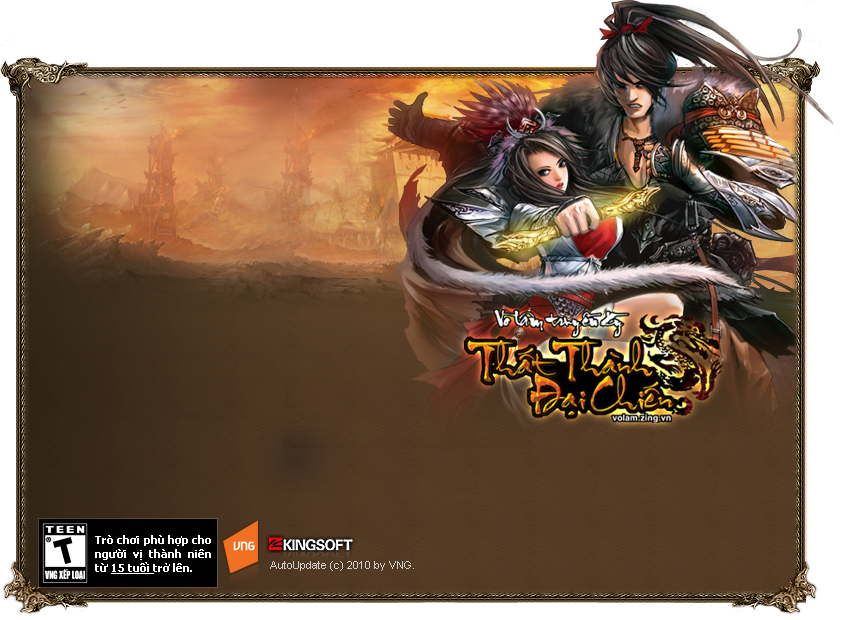 Võ Lâm Truyền Kỳ
Thất Thành
Đại Chiến
volam.zing.vn
TEEN
T
®
VNG XẾP LOẠI
Trò chơi phù hợp cho
người vị thành niên
từ 15 tuổi trở lên.
VNG
KINGSOFT
AutoUpdate (c) 2010 by VNG.